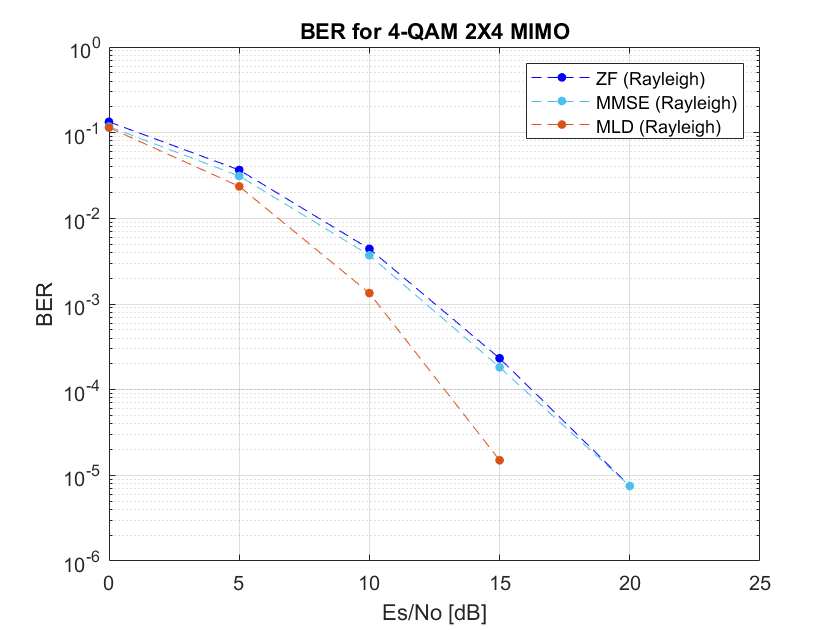 BER for 4-QAM 2X4 MIMO
ZF (Rayleigh)
MMSE (Rayleigh)
MLD (Rayleigh)
10^0
10^-1
10^-2
10^-3
10^-4
10^-5
10^-6
BER
0 5 10 15 20 25
Es/No [dB]